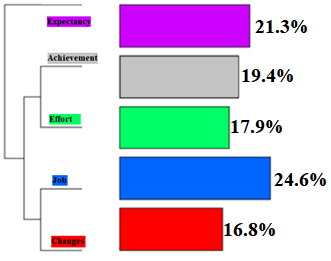 Expectancy
21.3%
Achievement
19.4%
Effort
17.9%
Job
24.6%
Changes
16.8%